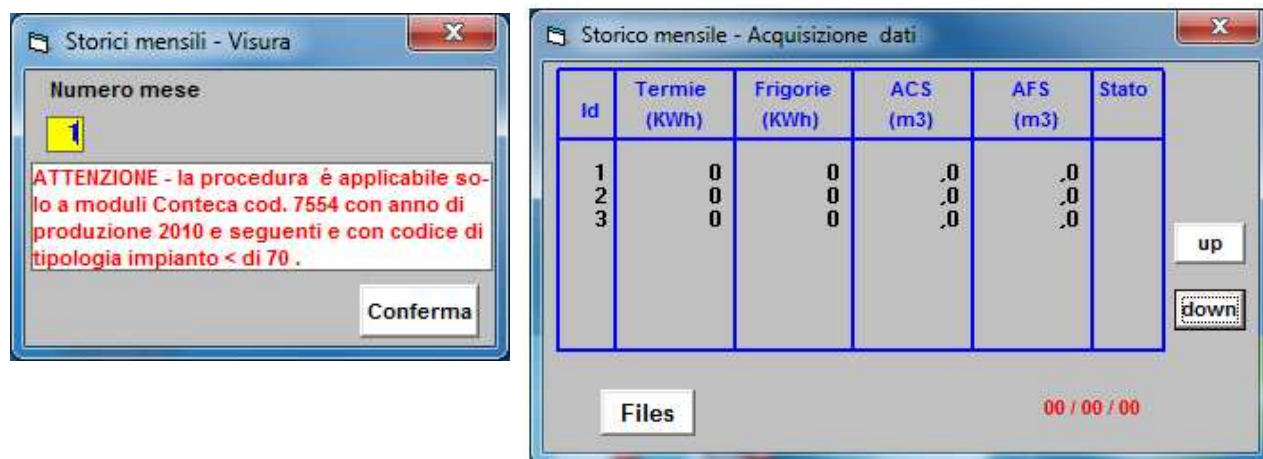 Storici mensili - Visura
Numero mese
1
ATTENZIONE - la procedura è applicabile so-
lo a moduli Conteca cod. 7554 con anno di
produzione 2010 e seguenti e con codice di
tipologia impianto < di 70 .
Conferma
Storico mensile - Acquisizione dati
Id Termie (KWh) Frigorie (KWh) ACS (m3) AFS (m3) Stato
1 0 0 ,0 ,0
2 0 0 ,0 ,0
3 0 0 ,0 ,0
up
down
Files
00 / 00 / 00